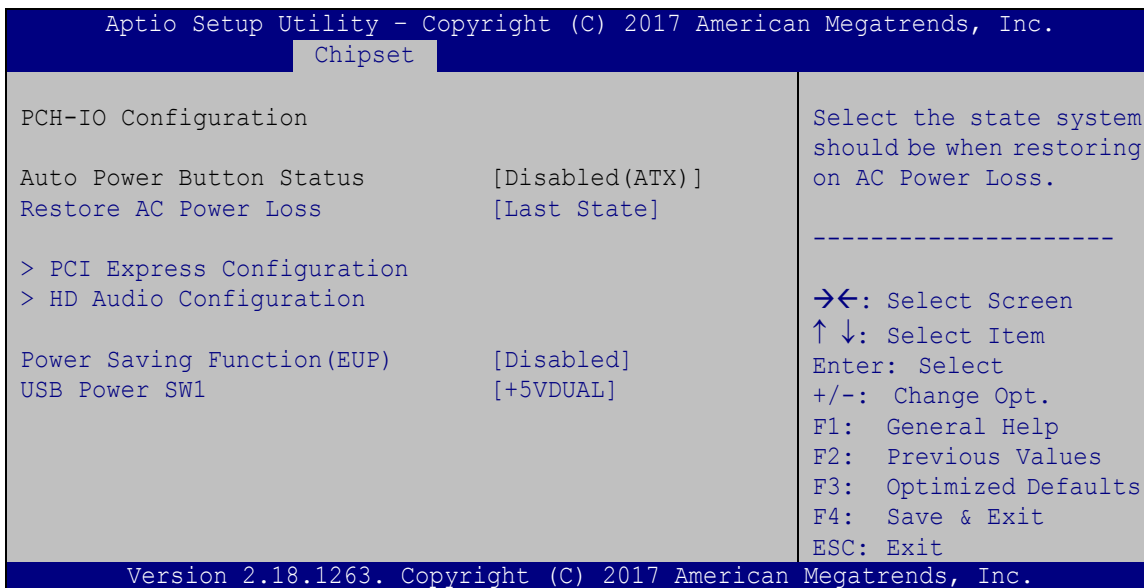 Aptio Setup Utility – Copyright (C) 2017 American Megatrends, Inc.
Chipset
PCH-IO Configuration
Auto Power Button Status [Disabled(ATX)]
Restore AC Power Loss [Last State]
> PCI Express Configuration
> HD Audio Configuration
Power Saving Function(EUP) [Disabled]
USB Power SW1 [+5VDUAL]
Select the state system
should be when restoring
on AC Power Loss.
---------------------
→←: Select Screen
↑ ↓: Select Item
Enter: Select
+/-: Change Opt.
F1: General Help
F2: Previous Values
F3: Optimized Defaults
F4: Save & Exit
ESC: Exit
Version 2.18.1263. Copyright (C) 2017 American Megatrends, Inc.